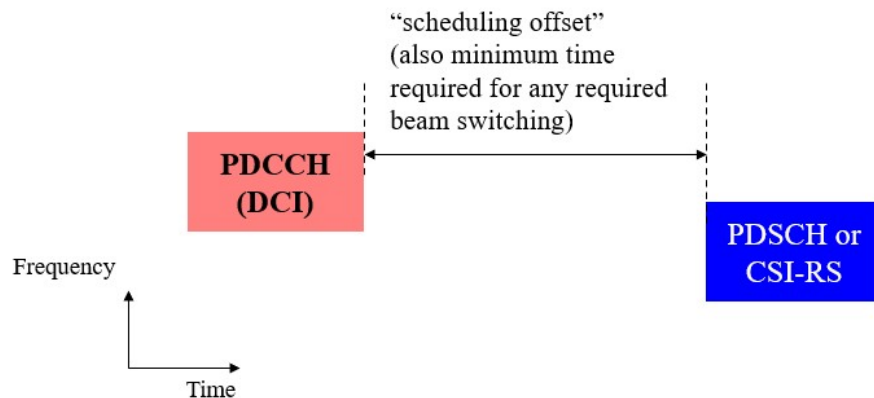 “scheduling offset”
(also minimum time
required for any required
beam switching)
PDCCH
(DCI)
PDSCH or
CSI-RS
Frequency
Time